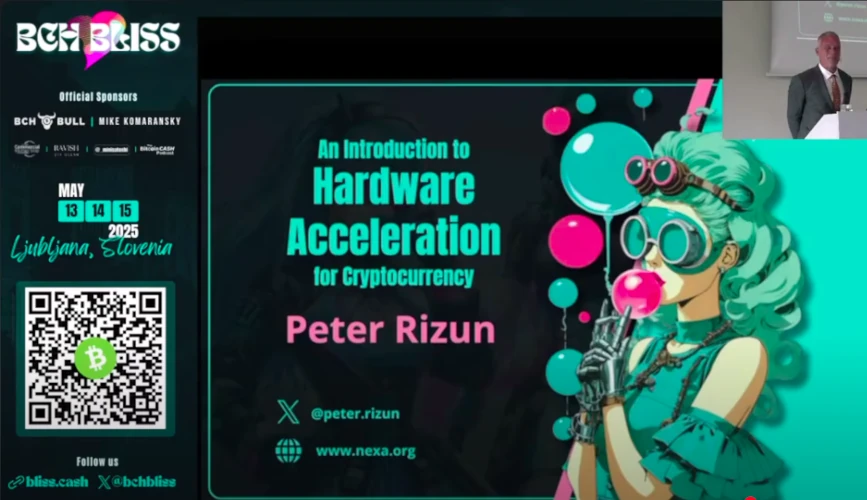 BCH BLISS
Official Sponsors
BCH BULL | MIKE KOMARANSKY
MAY
13 14 15
2025
Ljubljana, Slovenia
Follow us
bliss.cash @bchbliss
An Introduction to
Hardware
Acceleration
for Cryptocurrency
Peter Rizun
@peter.rizun
www.nexa.org